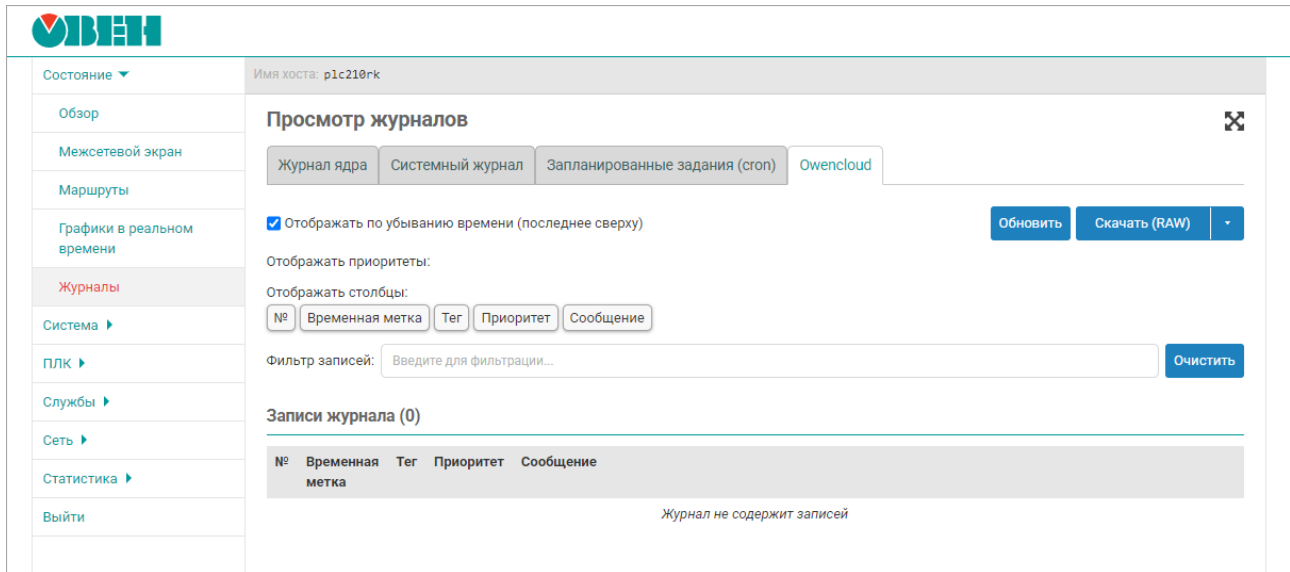 ОВЕН
Состояние
Имя хоста: plc210rk
Обзор
Межсетевой экран
Маршруты
Графики в реальном
времени
Журналы
Система
ПЛК
Службы
Сеть
Статистика
Выйти
Просмотр журналов
Журнал ядра Системный журнал Запланированные задания (cron) Owencloud
Отображать по убыванию времени (последнее сверху) Обновить Скачать (RAW)
Отображать приоритеты:
Отображать столбцы:
№ Временная метка Тег Приоритет Сообщение
Фильтр записей: Введите для фильтрации... Очистить
Записи журнала (0)
№ Временная Тег Приоритет Сообщение
метка
Журнал не содержит записей